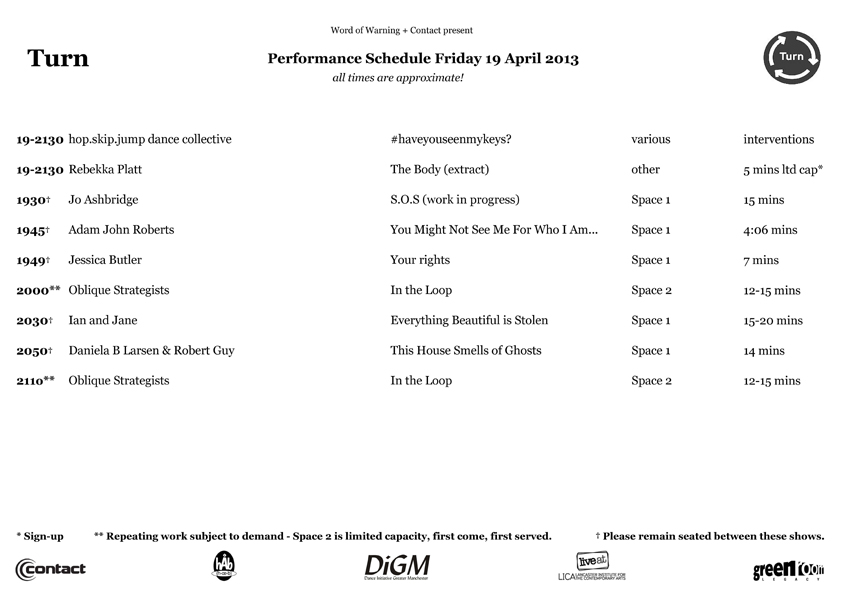 Word of Warning + Contact present
Turn
Performance Schedule Friday 19 April 2013
all times are approximate!
Turn
19-2130 hop.skip.jump dance collective #haveyouseenmykeys? various interventions
19-2130 Rebekka Platt The Body (extract) other 5 mins ltd cap*
1930† Jo Ashbridge S.O.S (work in progress) Space 1 15 mins
1945† Adam John Roberts You Might Not See Me For Who I Am... Space 1 4:06 mins
1949† Jessica Butler Your rights Space 1 7 mins
2000** Oblique Strategists In the Loop Space 2 12-15 mins
2030† Ian and Jane Everything Beautiful is Stolen Space 1 15-20 mins
2050† Daniela B Larsen & Robert Guy This House Smells of Ghosts Space 1 14 mins
2110** Oblique Strategists In the Loop Space 2 12-15 mins
* Sign-up ** Repeating work subject to demand - Space 2 is limited capacity, first come, first served. † Please remain seated between these shows.
contact
hAb
DiGM
Dance Initiative Greater Manchester
live at
LICA LANCASTER INSTITUTE FOR THE CONTEMPORARY ARTS
greenroom
LEGACY